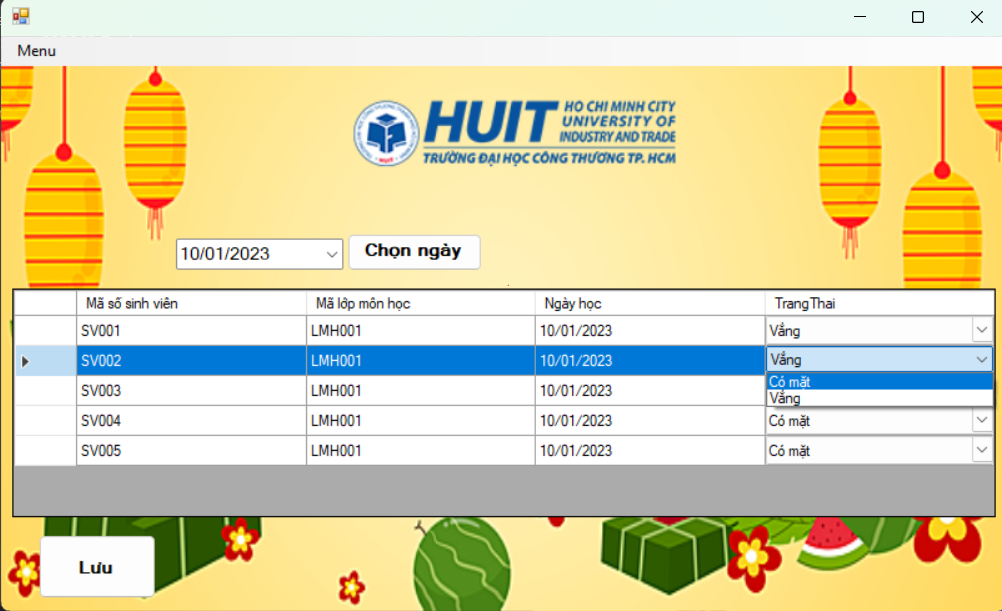 Menu
HUIT
HO CHI MINH CITY
UNIVERSITY OF
INDUSTRY AND TRADE
TRƯỜNG ĐẠI HỌC CÔNG THƯƠNG TP. HCM
10/01/2023 Chọn ngày
Mã số sinh viên Mã lớp môn học Ngày học TrangThai
SV001 LMH001 10/01/2023 Vắng
SV002 LMH001 10/01/2023 Vắng
SV003 LMH001 10/01/2023
Có mặt
Vắng
SV004 LMH001 10/01/2023 Có mặt
SV005 LMH001 10/01/2023 Có mặt
Lưu